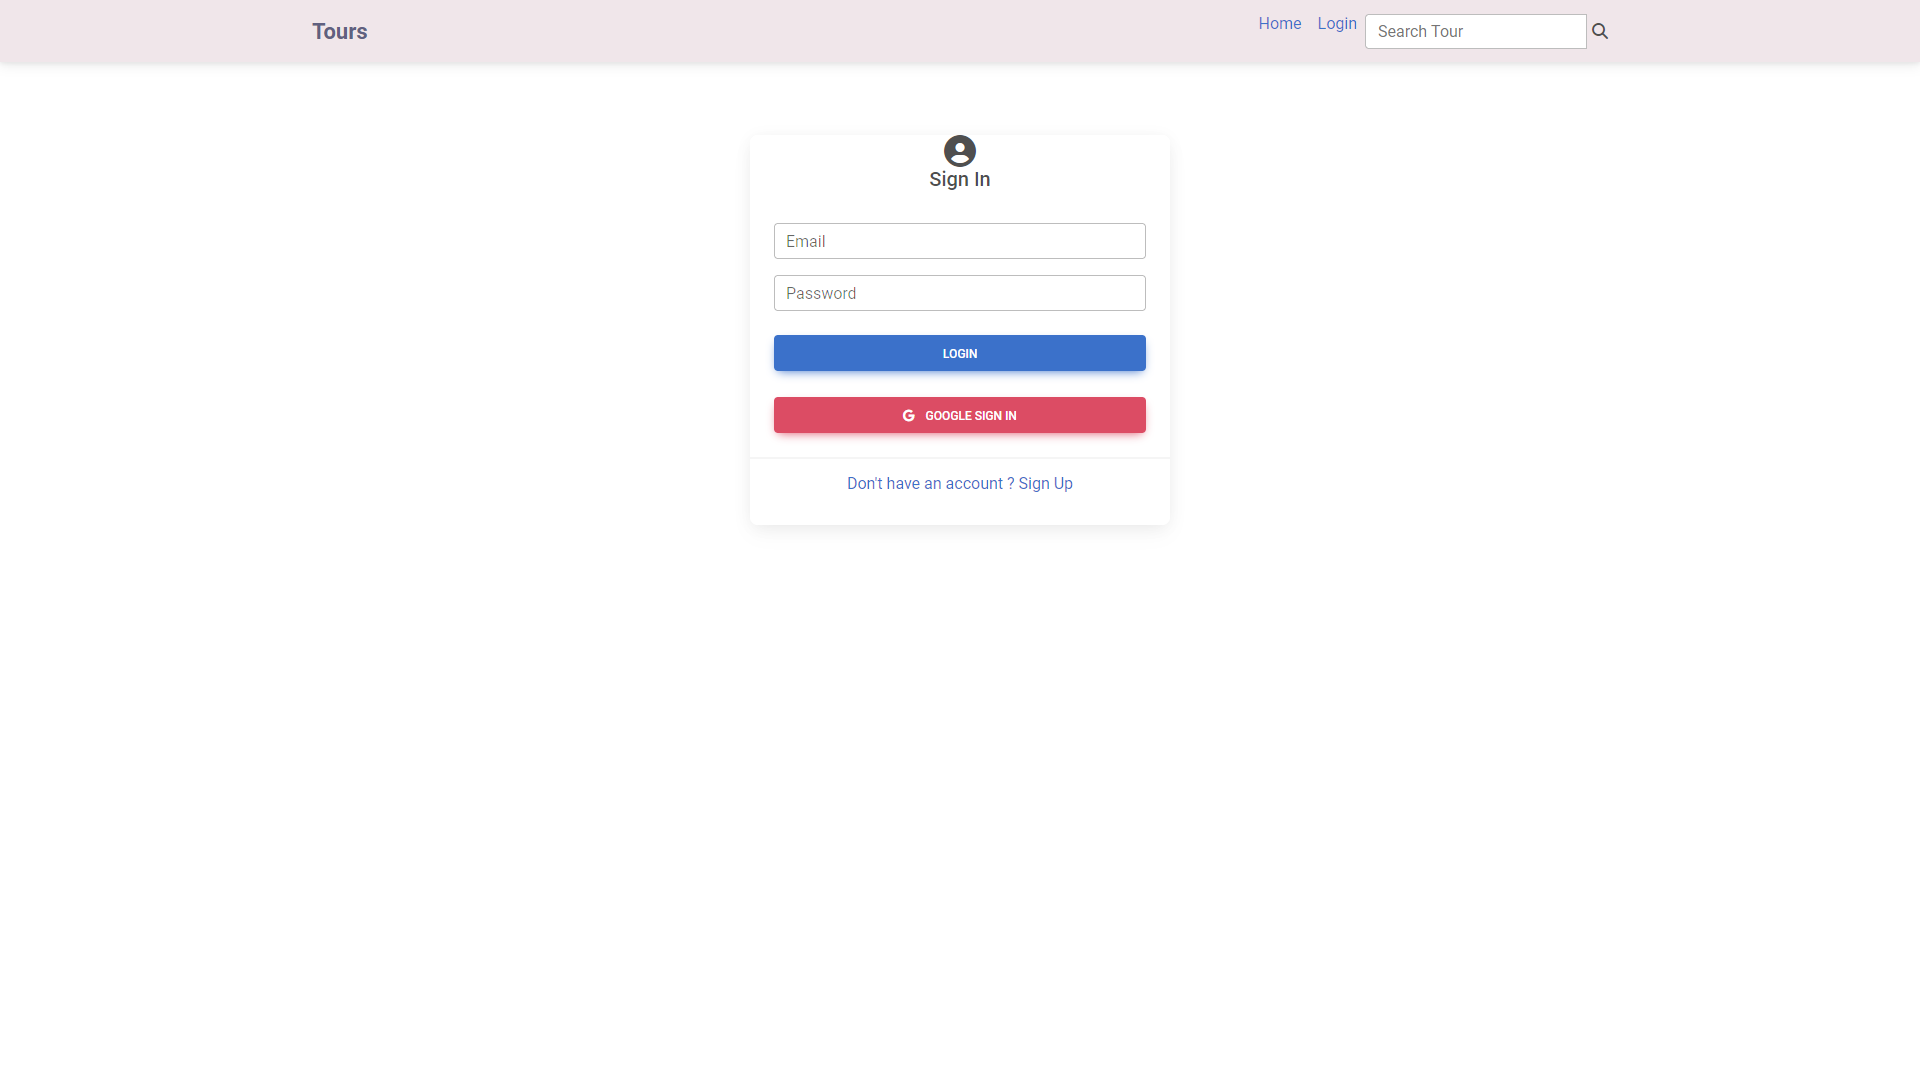 Tours
Home
Login
Search Tour
Sign In
Email
Password
LOGIN
GOOGLE SIGN IN
Don't have an account ? Sign Up